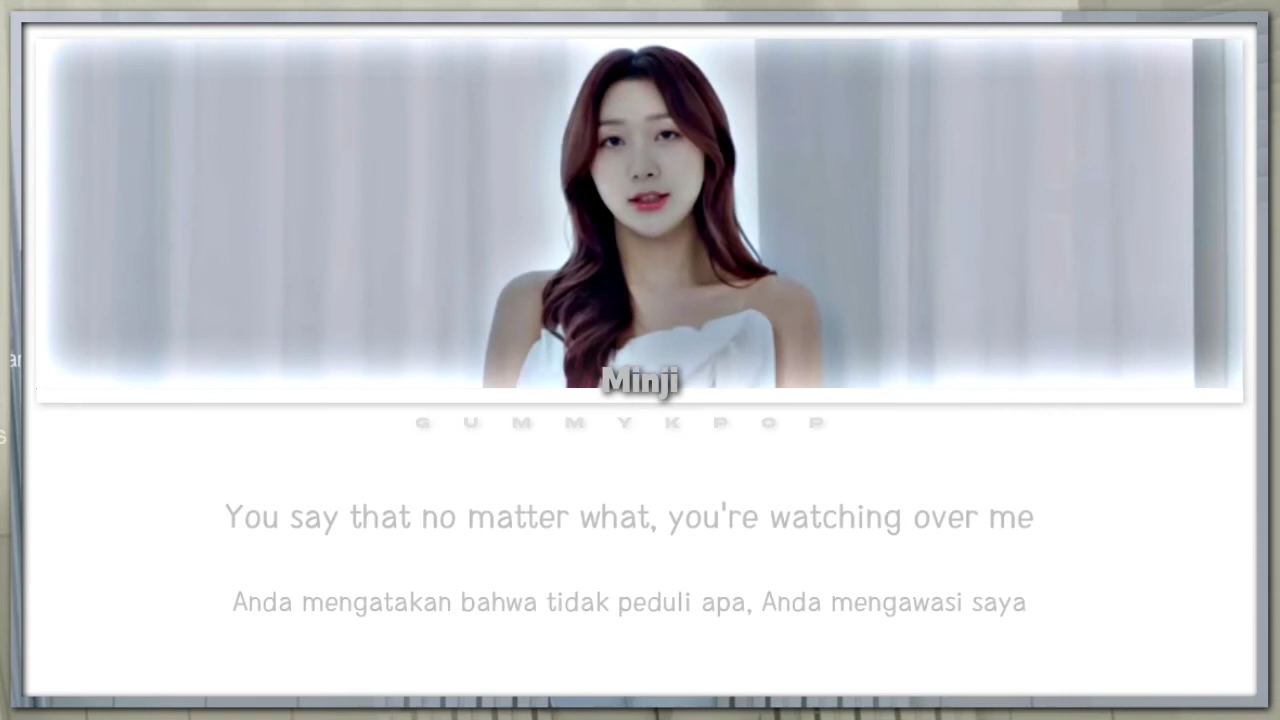 Minji
GUMMYKPOP
You say that no matter what, you're watching over me
Anda mengatakan bahwa tidak peduli apa, Anda mengawasi saya